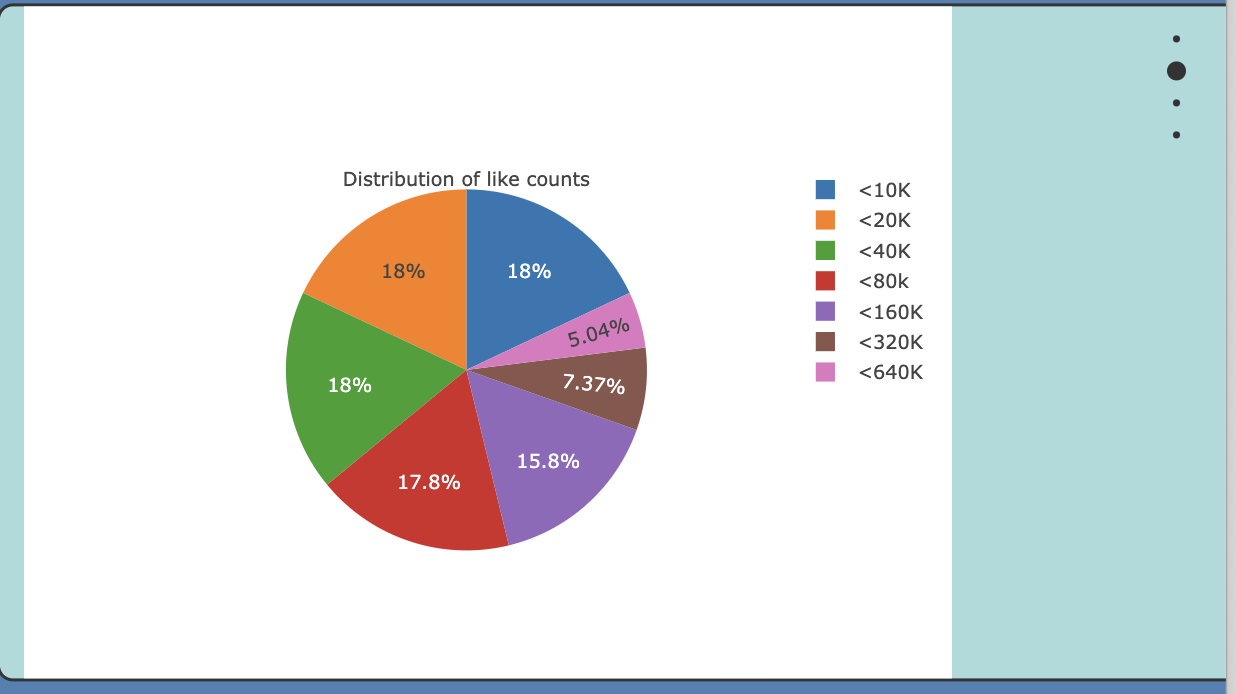 Distribution of like counts
18%
18%
18%
17.8%
15.8%
7.37%
5.04%
<10K
<20K
<40K
<80k
<160K
<320K
<640K